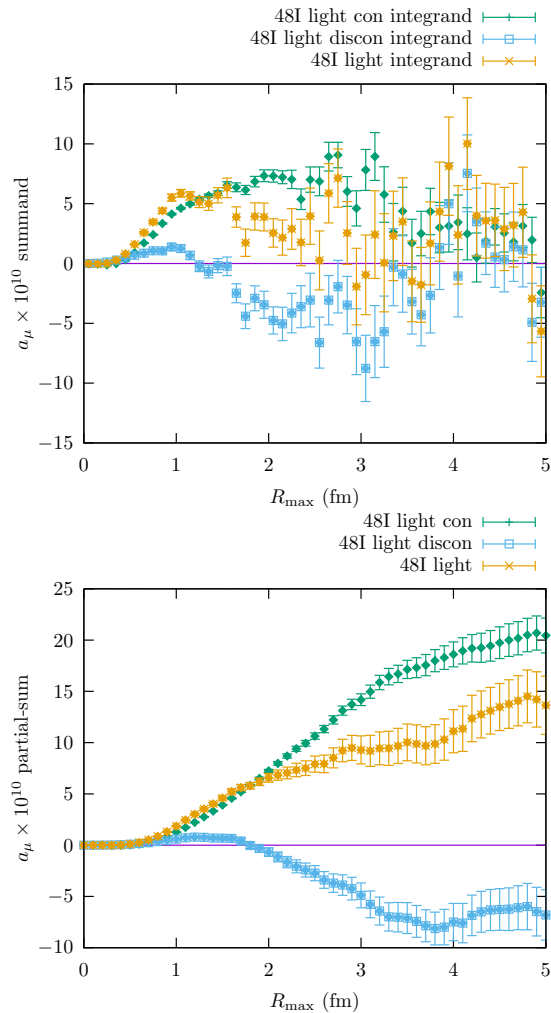 48I light con integrand
48I light discon integrand
48I light integrand
15
10
5
0
−5
−10
−15
a_μ × 10^10 summand
0 1 2 3 4 5
R_max (fm)
48I light con
48I light discon
48I light
25
20
15
10
5
0
−5
−10
a_μ × 10^10 partial-sum
0 1 2 3 4 5
R_max (fm)